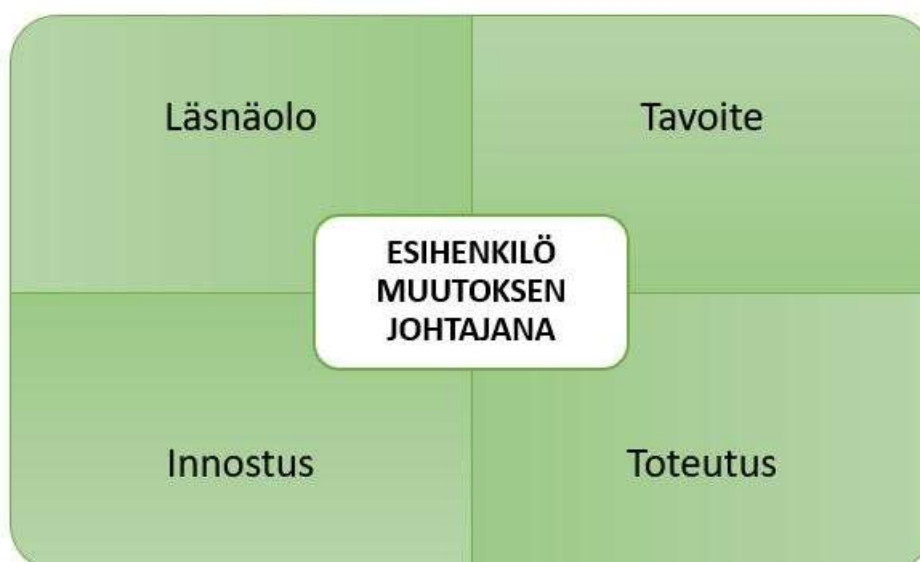 Läsnäolo
Tavoite
ESIHENKILÖ
MUUTOKSEN
JOHTAJANA
Innostus
Toteutus